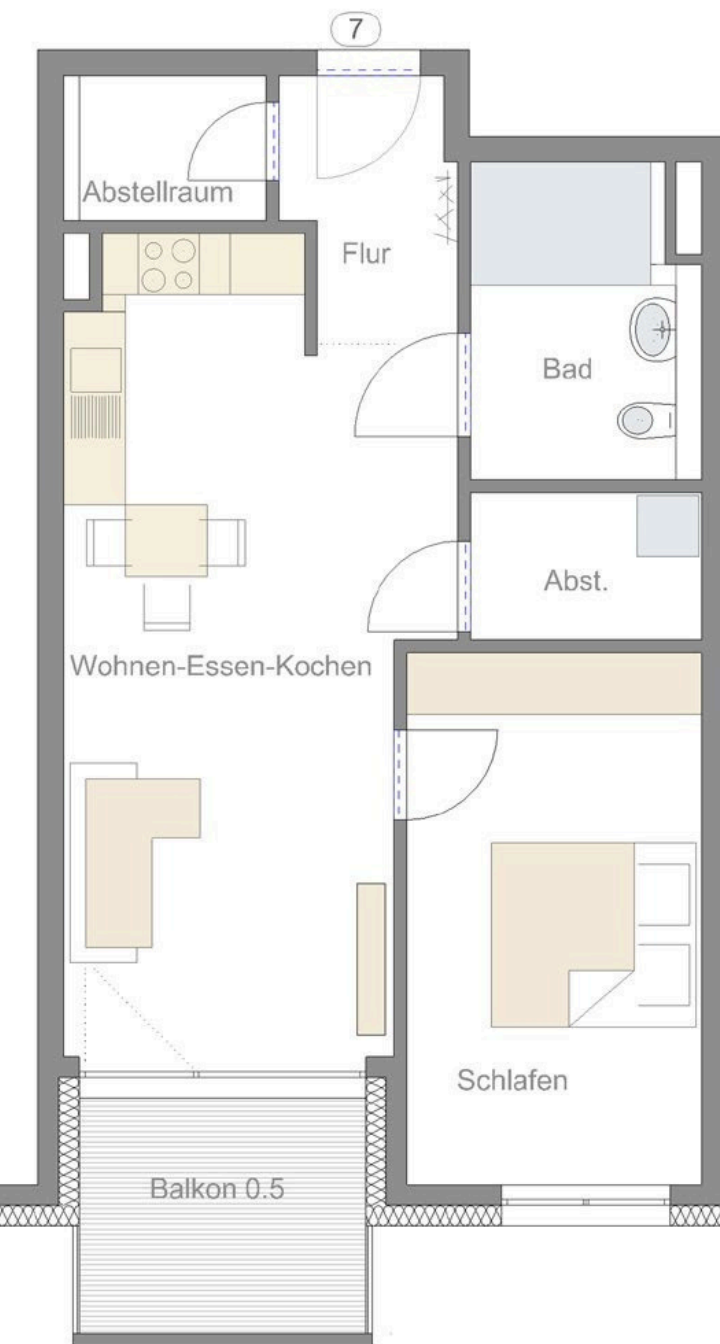 7
Abstellraum
Flur
Bad
Abst.
Wohnen-Essen-Kochen
Schlafen
Balkon 0.5